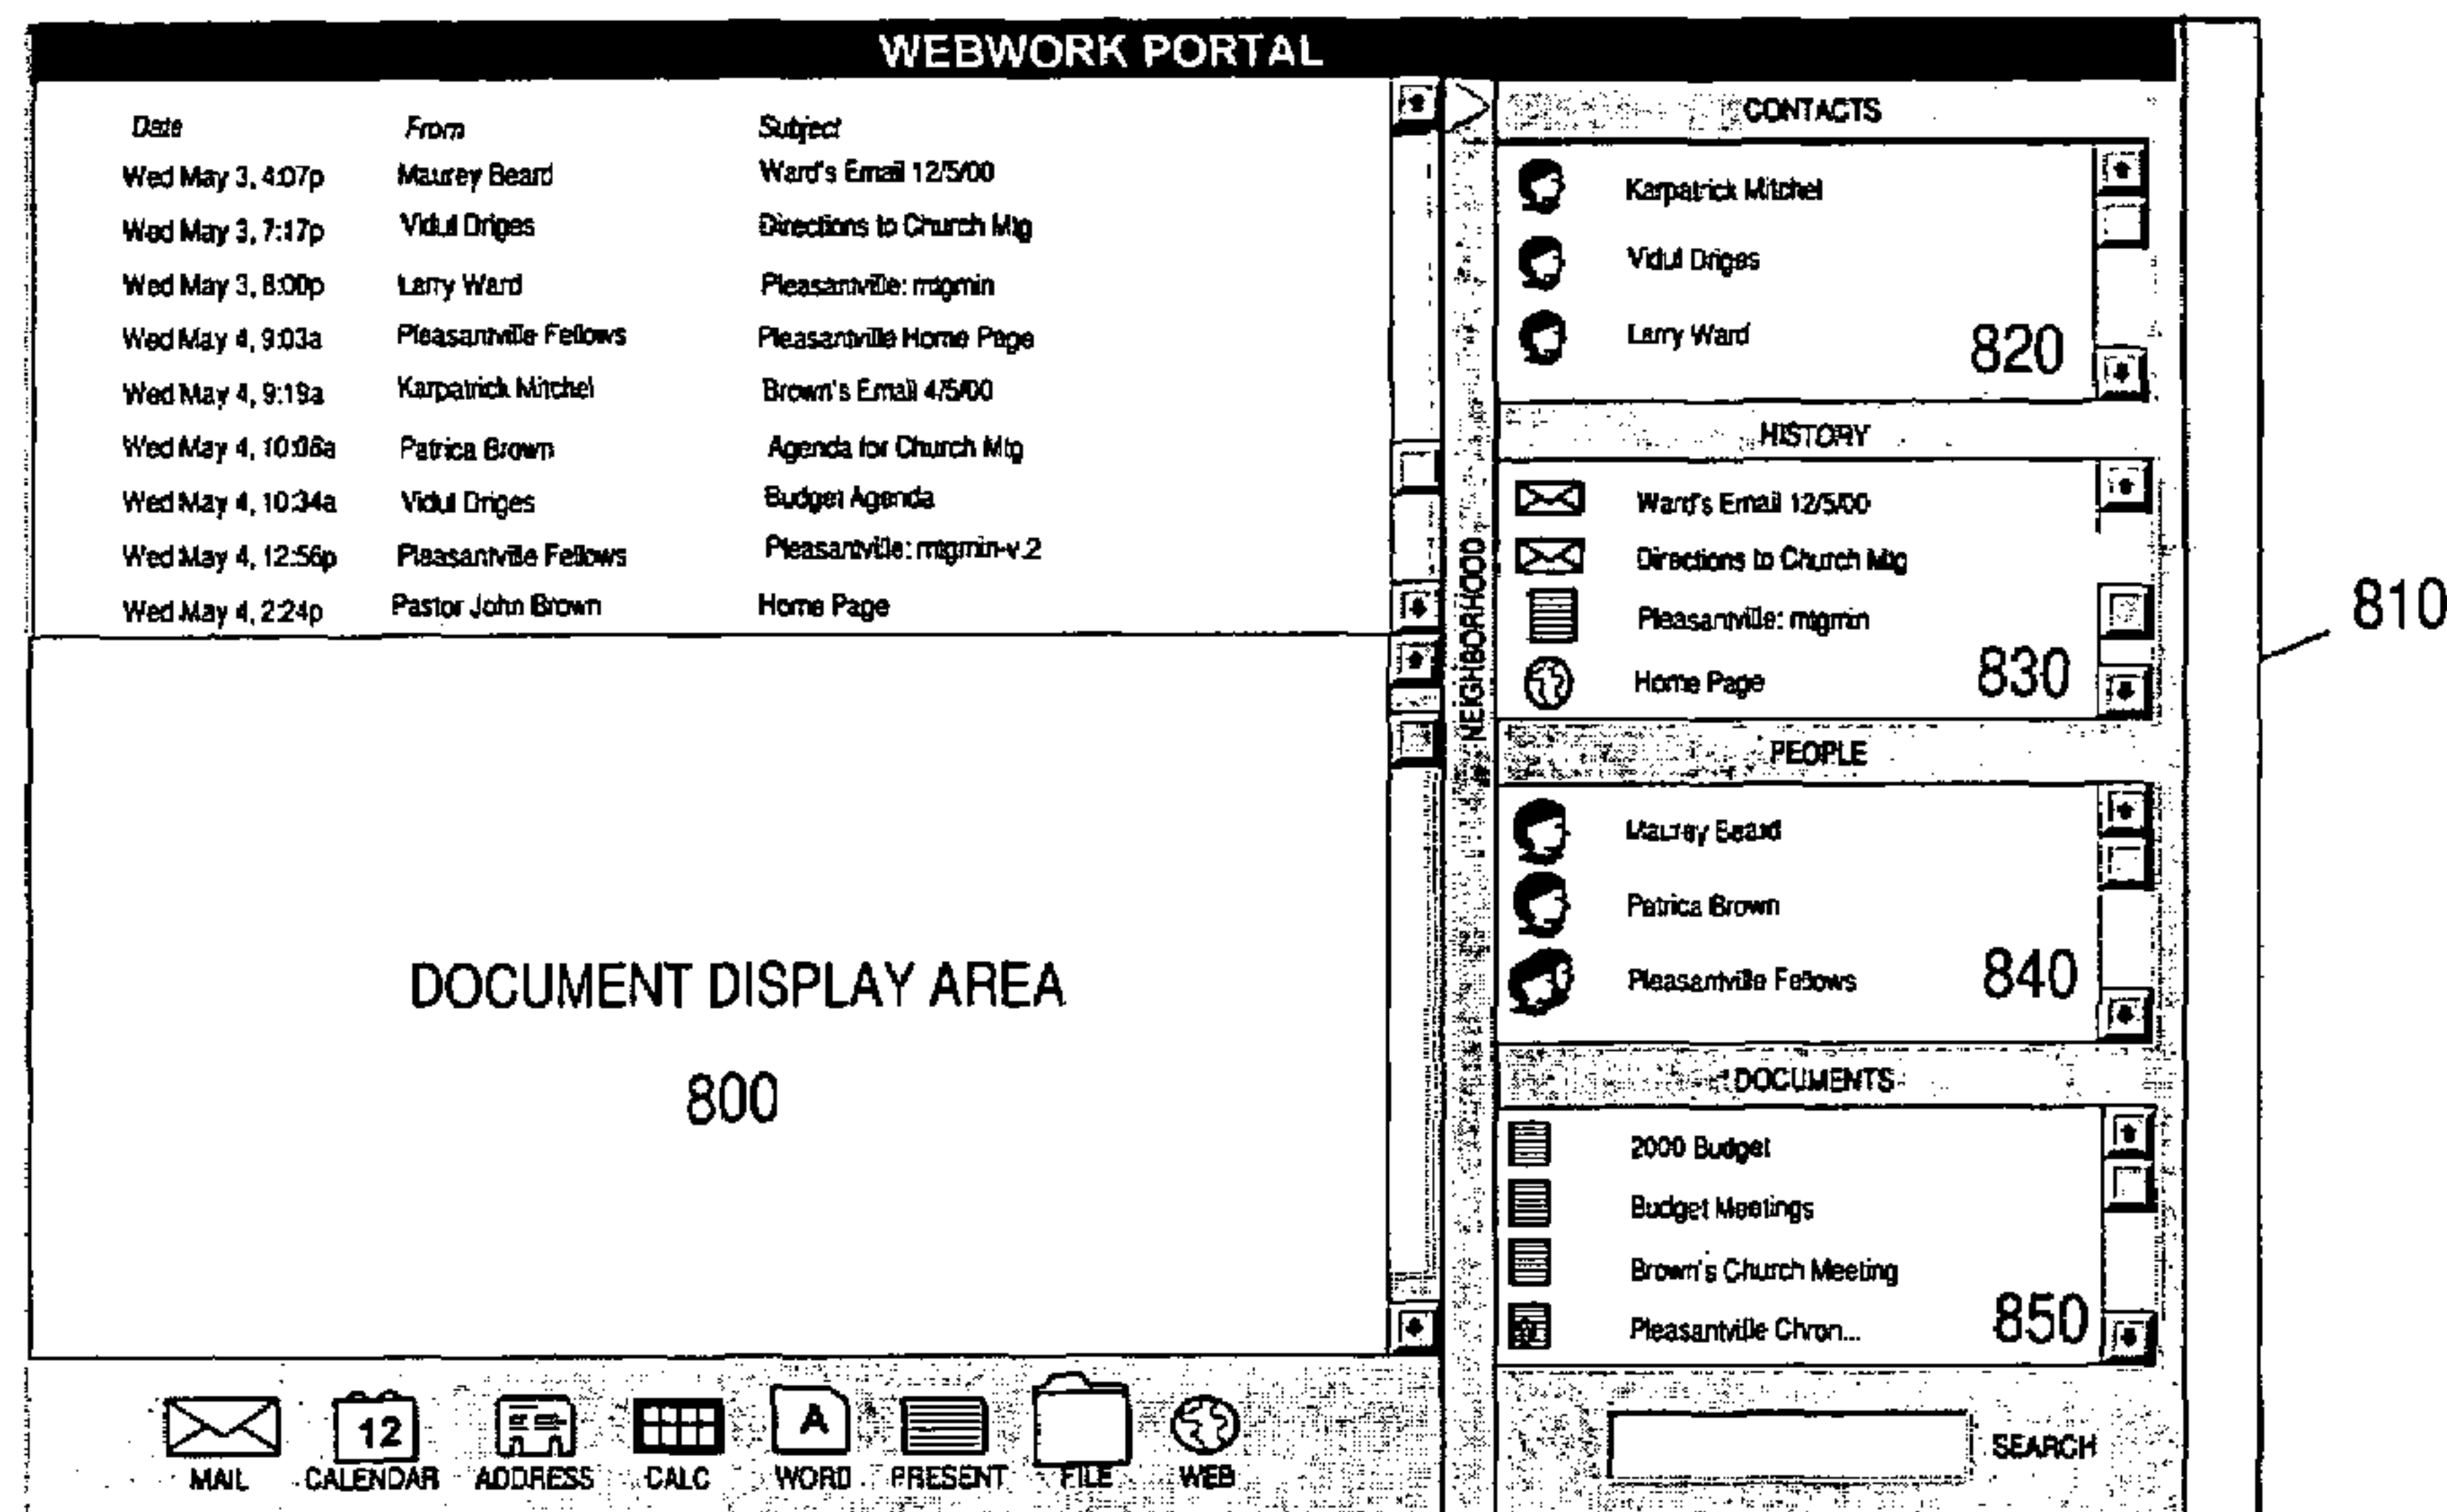 WEBWORK PORTAL
Date From Subject
Wed May 3, 4:07p Maurey Beard Ward's Email 12/5/00
Wed May 3, 7:17p Vidul Driges Directions to Church Mtg
Wed May 3, 8:00p Larry Ward Pleasantville: mtgmin
Wed May 4, 9:03a Pleasantville Fellows Pleasantville Home Page
Wed May 4, 9:19a Karpatrick Mitchel Brown's Email 4/5/00
Wed May 4, 10:06a Patrica Brown Agenda for Church Mtg
Wed May 4, 10:34a Vidul Driges Budget Agenda
Wed May 4, 12:56p Pleasantville Fellows Pleasantville: mtgmin-v.2
Wed May 4, 2:24p Pastor John Brown Home Page
DOCUMENT DISPLAY AREA
800
MAIL CALENDAR ADDRESS CALC WORD PRESENT FILE WEB
12
A
NEIGHBORHOOD
CONTACTS
Karpatrick Mitchel
Vidul Driges
Larry Ward
820
HISTORY
Ward's Email 12/5/00
Directions to Church Mtg
Pleasantville: mtgmin
Home Page
830
PEOPLE
Maurey Beard
Patrica Brown
Pleasantville Fellows
840
DOCUMENTS
2000 Budget
Budget Meetings
Brown's Church Meeting
Pleasantville Chron...
850
SEARCH
810